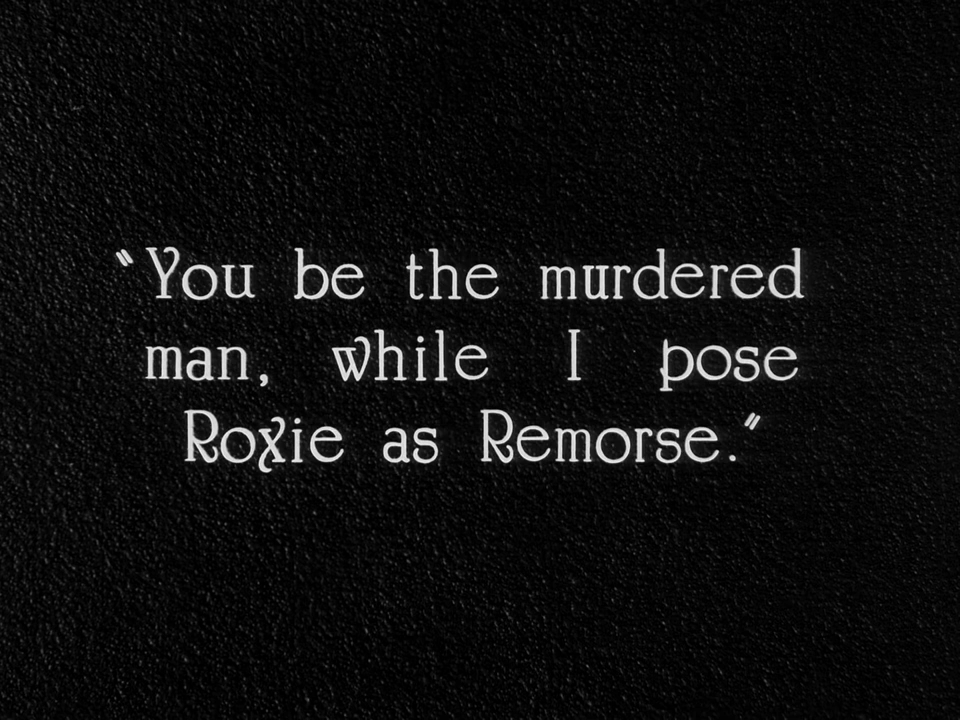 "You be the murdered
man, while I pose
Roxie as Remorse."